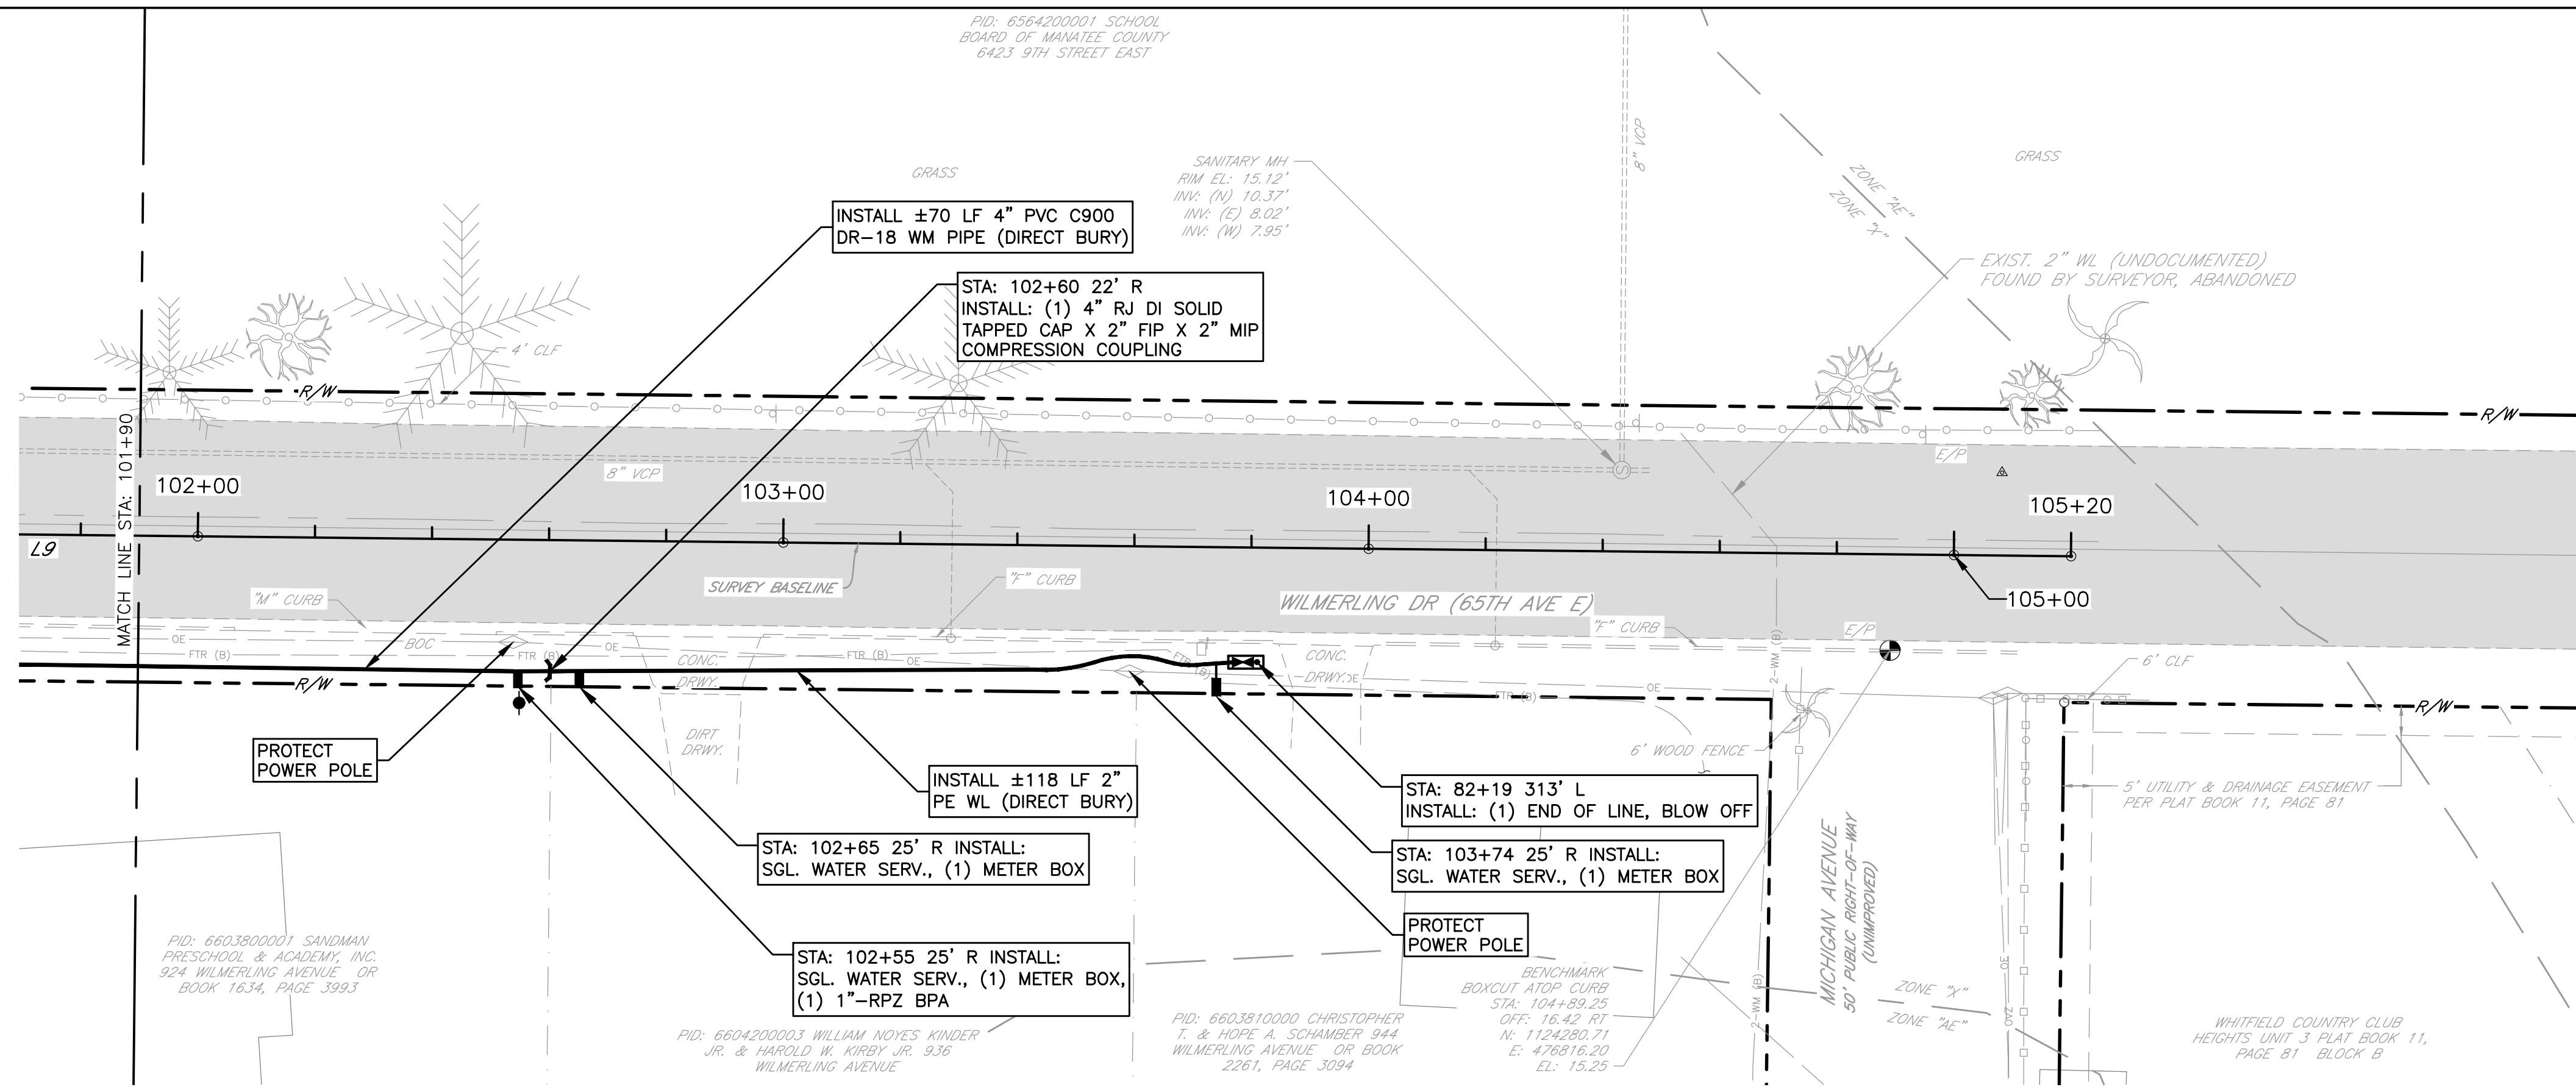 PID: 6564200001 SCHOOL
BOARD OF MANATEE COUNTY
6423 9TH STREET EAST
GRASS
SANITARY MH
RIM EL: 15.12'
INV: (N) 10.37'
INV: (E) 8.02'
INV: (W) 7.95'
8" VCP
ZONE "AE"
ZONE "X"
GRASS
INSTALL ±70 LF 4" PVC C900
DR-18 WM PIPE (DIRECT BURY)
STA: 102+60 22' R
INSTALL: (1) 4" RJ DI SOLID
TAPPED CAP X 2" FIP X 2" MIP
COMPRESSION COUPLING
EXIST. 2" WL (UNDOCUMENTED)
FOUND BY SURVEYOR, ABANDONED
4' CLF
R/W
R/W
MATCH LINE STA: 101+90
8" VCP
E/P
102+00
103+00
104+00
105+20
L9
SURVEY BASELINE
"M" CURB
"F" CURB
WILMERLING DR (65TH AVE E)
105+00
"F" CURB
E/P
OE
BOC
FTR (B)
FTR (B)
OE
CONC.
DRWY.
FTR (B)
OE
FTR (B)
CONC.
DRWY.
OE
FTR (B)
OE
2-WM (B)
6' CLF
R/W
R/W
PROTECT
POWER POLE
DIRT
DRWY.
6' WOOD FENCE
INSTALL ±118 LF 2"
PE WL (DIRECT BURY)
STA: 82+19 313' L
INSTALL: (1) END OF LINE, BLOW OFF
5' UTILITY & DRAINAGE EASEMENT
PER PLAT BOOK 11, PAGE 81
STA: 102+65 25' R INSTALL:
SGL. WATER SERV., (1) METER BOX
STA: 103+74 25' R INSTALL:
SGL. WATER SERV., (1) METER BOX
MICHIGAN AVENUE
50' PUBLIC RIGHT-OF-WAY
(UNIMPROVED)
PROTECT
POWER POLE
STA: 102+55 25' R INSTALL:
SGL. WATER SERV., (1) METER BOX,
(1) 1"-RPZ BPA
PID: 6603800001 SANDMAN
PRESCHOOL & ACADEMY, INC.
924 WILMERLING AVENUE OR
BOOK 1634, PAGE 3993
PID: 6604200003 WILLIAM NOYES KINDER
JR. & HAROLD W. KIRBY JR. 936
WILMERLING AVENUE
PID: 6603810000 CHRISTOPHER
T. & HOPE A. SCHAMBER 944
WILMERLING AVENUE OR BOOK
2261, PAGE 3094
BENCHMARK
BOXCUT ATOP CURB
STA: 104+89.25
OFF: 16.42 RT
N: 1124280.71
E: 476816.20
EL: 15.25
2-WM (B)
ZONE "X"
ZONE "AE"
OE
ZVO
WHITFIELD COUNTRY CLUB
HEIGHTS UNIT 3 PLAT BOOK 11,
PAGE 81 BLOCK B